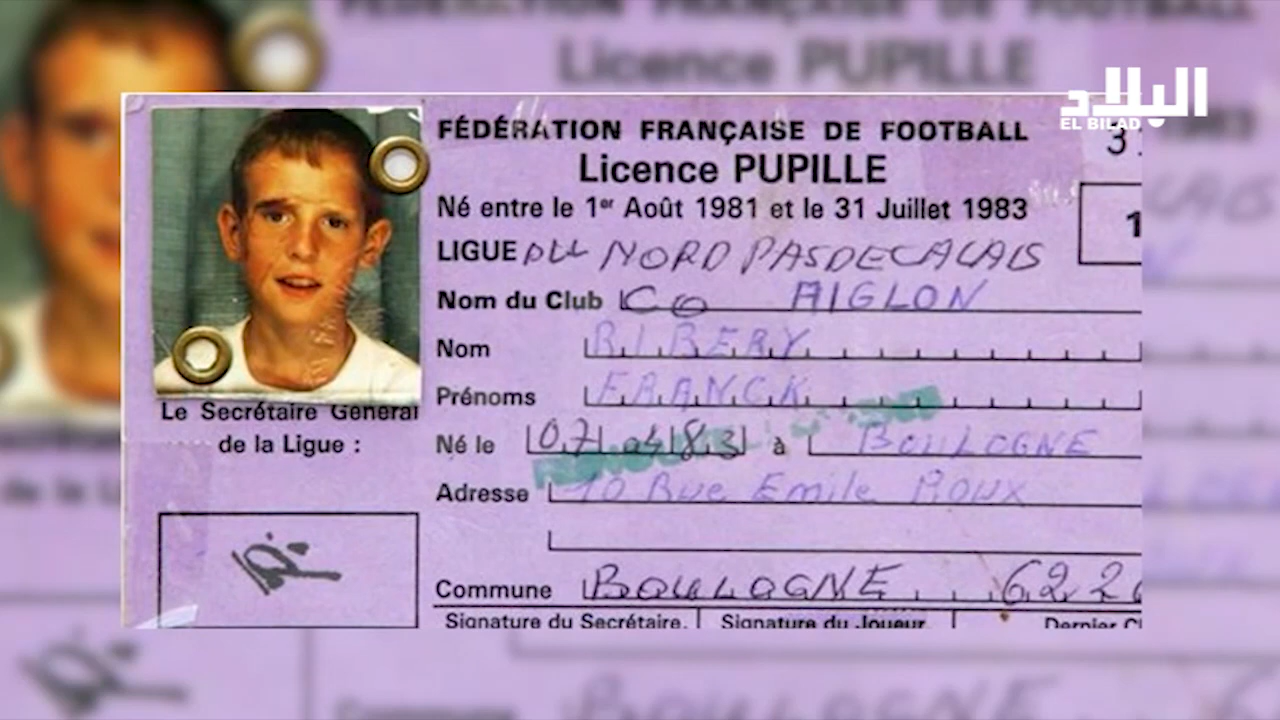 البلاد
EL BILAD
FÉDÉRATION FRANÇAISE DE FOOTBALL
Licence PUPILLE
Né entre le 1er Août 1981 et le 31 Juillet 1983
LIGUE DU NORD PASDECALAIS
Nom du Club CO AIGLON
Nom RIBERY
Prénoms FRANCK
Le Secrétaire Général
de la Ligue :
Né le 07 04 83 à BOULOGNE
Adresse 10 Rue Emile Roux
Commune BOULOGNE
Signature du Secrétaire.
Signature du Joueur.